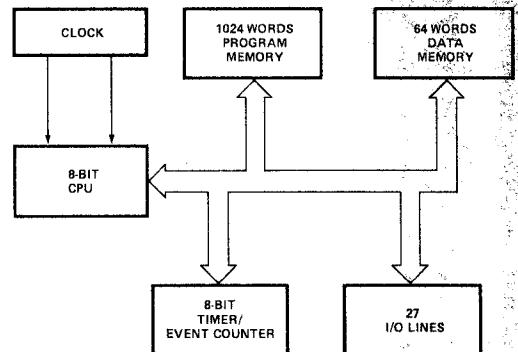 CLOCK
1024 WORDS
PROGRAM
MEMORY
64 WORDS
DATA
MEMORY
8-BIT
CPU
8-BIT
TIMER/
EVENT COUNTER
27
I/O LINES